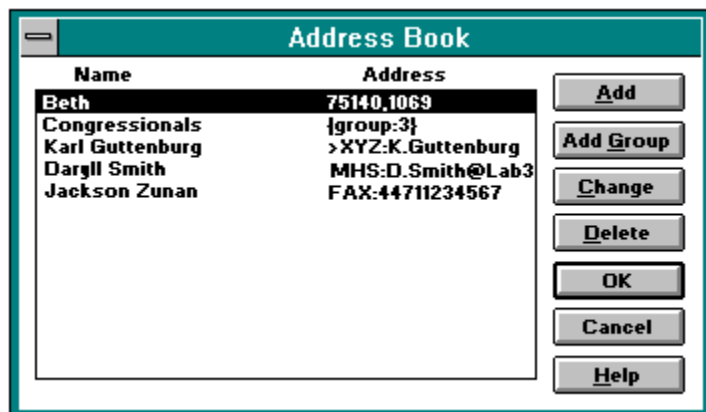 Address Book
Name Address
Beth 75140,1069
Congressionals {group:3}
Karl Guttenburg >XYZ:K.Guttenburg
Daryll Smith MHS:D.Smith@Lab3
Jackson Zunan FAX:44711234567
Add
Add Group
Change
Delete
OK
Cancel
Help